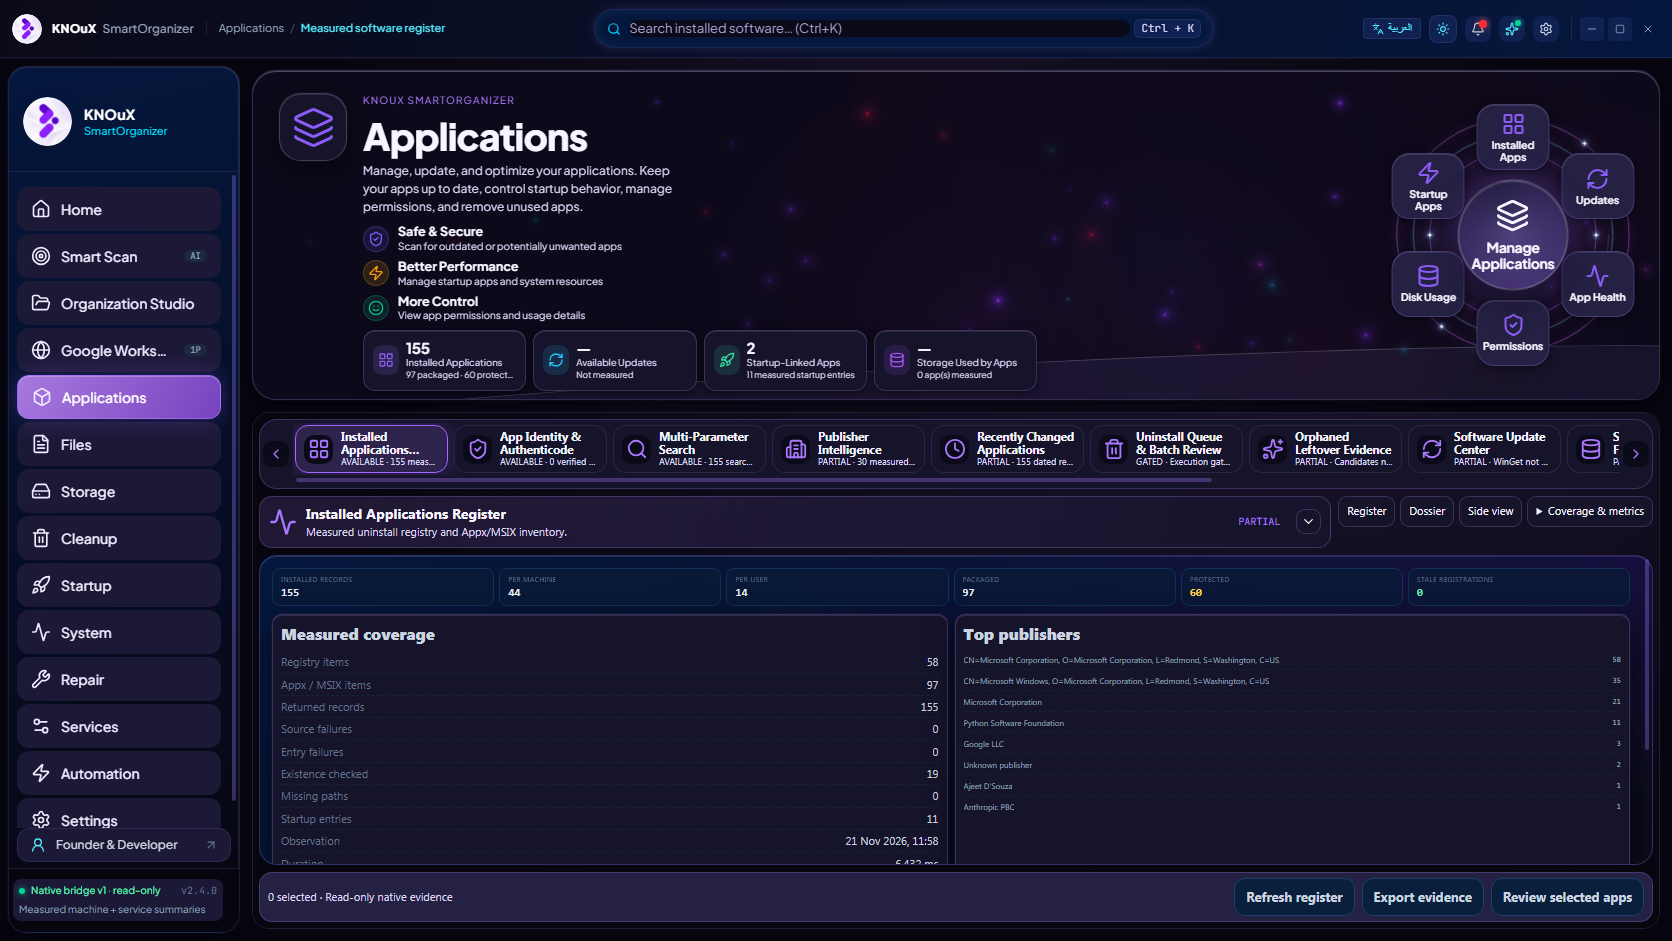 KNOuX SmartOrganizer
Applications / Measured software register
Search installed software... (Ctrl+K)
Ctrl + K
العربية
KNOuX
SmartOrganizer
Home
Smart Scan AI
Organization Studio
Google Works... 1P
Applications
Files
Storage
Cleanup
Startup
System
Repair
Services
Automation
Settings
Founder & Developer
Native bridge v1 · read-only v2.4.0
Measured machine + service summaries
KNOUX SMARTORGANIZER
Applications
Manage, update, and optimize your applications. Keep
your apps up to date, control startup behavior, manage
permissions, and remove unused apps.
Safe & Secure
Scan for outdated or potentially unwanted apps
Better Performance
Manage startup apps and system resources
More Control
View app permissions and usage details
155
Installed Applications
97 packaged · 60 protect...
—
Available Updates
Not measured
2
Startup-Linked Apps
11 measured startup entries
—
Storage Used by Apps
0 app(s) measured
Installed
Apps
Startup
Apps
Updates
Manage
Applications
Disk Usage
App Health
Permissions
Installed
Applications...
AVAILABLE · 155 meas...
App Identity &
Authenticode
AVAILABLE · 0 verified ...
Multi-Parameter
Search
AVAILABLE · 155 searc...
Publisher
Intelligence
PARTIAL · 30 measured...
Recently Changed
Applications
PARTIAL · 155 dated re...
Uninstall Queue
& Batch Review
GATED · Execution gat...
Orphaned
Leftover Evidence
PARTIAL · Candidates n...
Software Update
Center
PARTIAL · WinGet not ...
Installed Applications Register
Measured uninstall registry and Appx/MSIX inventory.
PARTIAL
Register
Dossier
Side view
Coverage & metrics
INSTALLED RECORDS
155
PER MACHINE
44
PER USER
14
PACKAGED
97
PROTECTED
60
STALE REGISTRATIONS
0
Measured coverage
Registry items 58
Appx / MSIX items 97
Returned records 155
Source failures 0
Entry failures 0
Existence checked 19
Missing paths 0
Startup entries 11
Observation 21 Nov 2026, 11:58
Duration 6,432 ms
Top publishers
CN=Microsoft Corporation, O=Microsoft Corporation, L=Redmond, S=Washington, C=US 58
CN=Microsoft Windows, O=Microsoft Corporation, L=Redmond, S=Washington, C=US 35
Microsoft Corporation 21
Python Software Foundation 11
Google LLC 3
Unknown publisher 2
Ajeet D'Souza 1
Anthropic PBC 1
0 selected · Read-only native evidence
Refresh register
Export evidence
Review selected apps